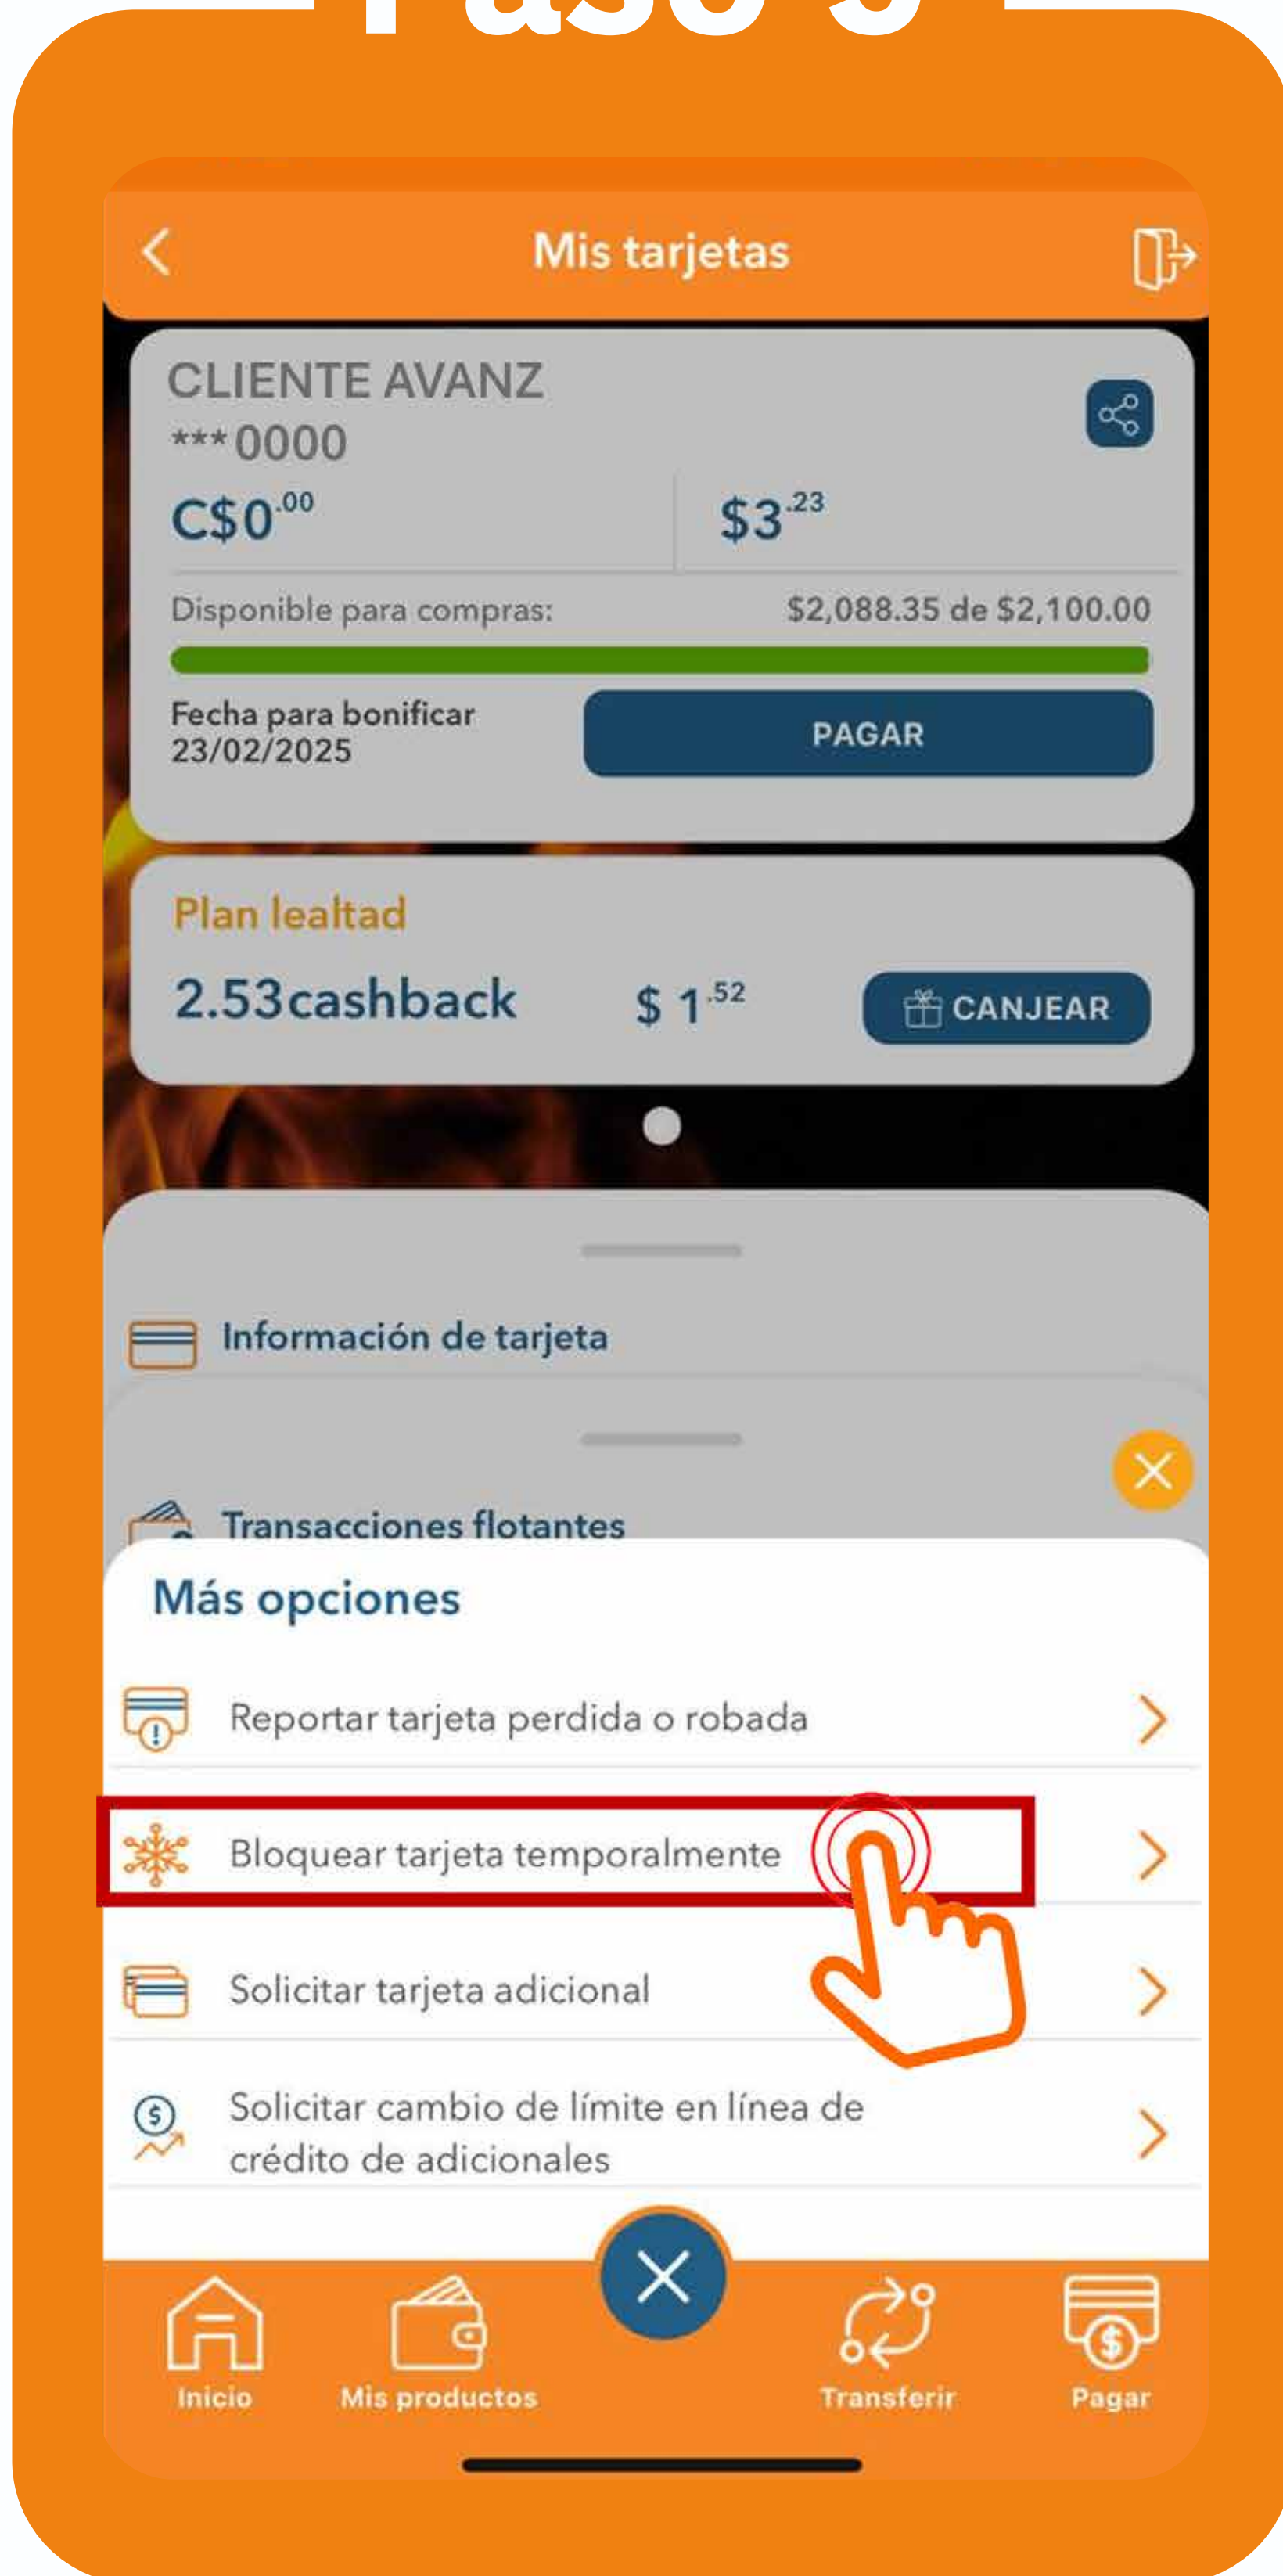 Mis tarjetas
CLIENTE AVANZ
***0000
C$0.00 $3.23
Disponible para compras: $2,088.35 de $2,100.00
Fecha para bonificar
23/02/2025
PAGAR
Plan lealtad
2.53cashback $ 1.52 CANJEAR
Información de tarjeta
Transacciones flotantes
Más opciones
Reportar tarjeta perdida o robada
Bloquear tarjeta temporalmente
Solicitar tarjeta adicional
Solicitar cambio de límite en línea de
crédito de adicionales
Inicio Mis productos Transferir Pagar